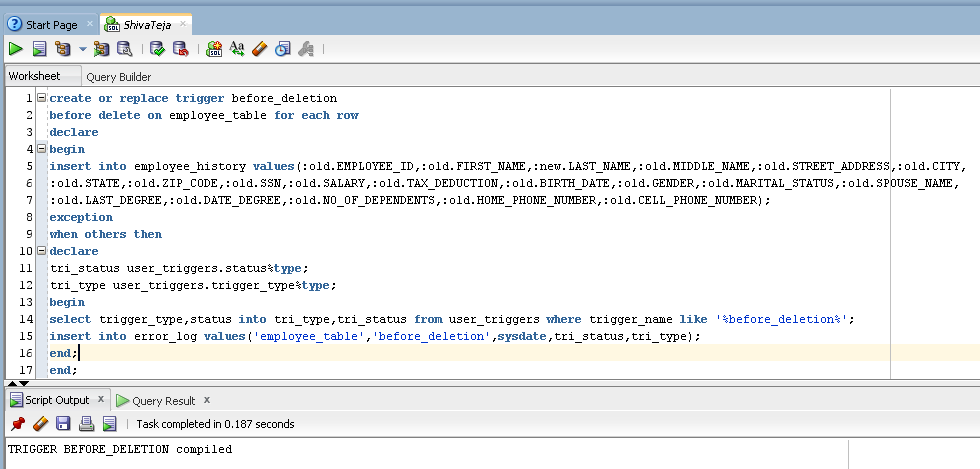 Start Page
ShivaTeja
Worksheet Query Builder
1 create or replace trigger before_deletion
2 before delete on employee_table for each row
3 declare
4 begin
5 insert into employee_history values(:old.EMPLOYEE_ID,:old.FIRST_NAME,:new.LAST_NAME,:old.MIDDLE_NAME,:old.STREET_ADDRESS,:old.CITY,
6 :old.STATE,:old.ZIP_CODE,:old.SSN,:old.SALARY,:old.TAX_DEDUCTION,:old.BIRTH_DATE,:old.GENDER,:old.MARITAL_STATUS,:old.SPOUSE_NAME,
7 :old.LAST_DEGREE,:old.DATE_DEGREE,:old.NO_OF_DEPENDENTS,:old.HOME_PHONE_NUMBER,:old.CELL_PHONE_NUMBER);
8 exception
9 when others then
10 declare
11 tri_status user_triggers.status%type;
12 tri_type user_triggers.trigger_type%type;
13 begin
14 select trigger_type,status into tri_type,tri_status from user_triggers where trigger_name like '%before_deletion%';
15 insert into error_log values('employee_table','before_deletion',sysdate,tri_status,tri_type);
16 end;
17 end;
Script Output x Query Result x
Task completed in 0.187 seconds
TRIGGER BEFORE_DELETION compiled